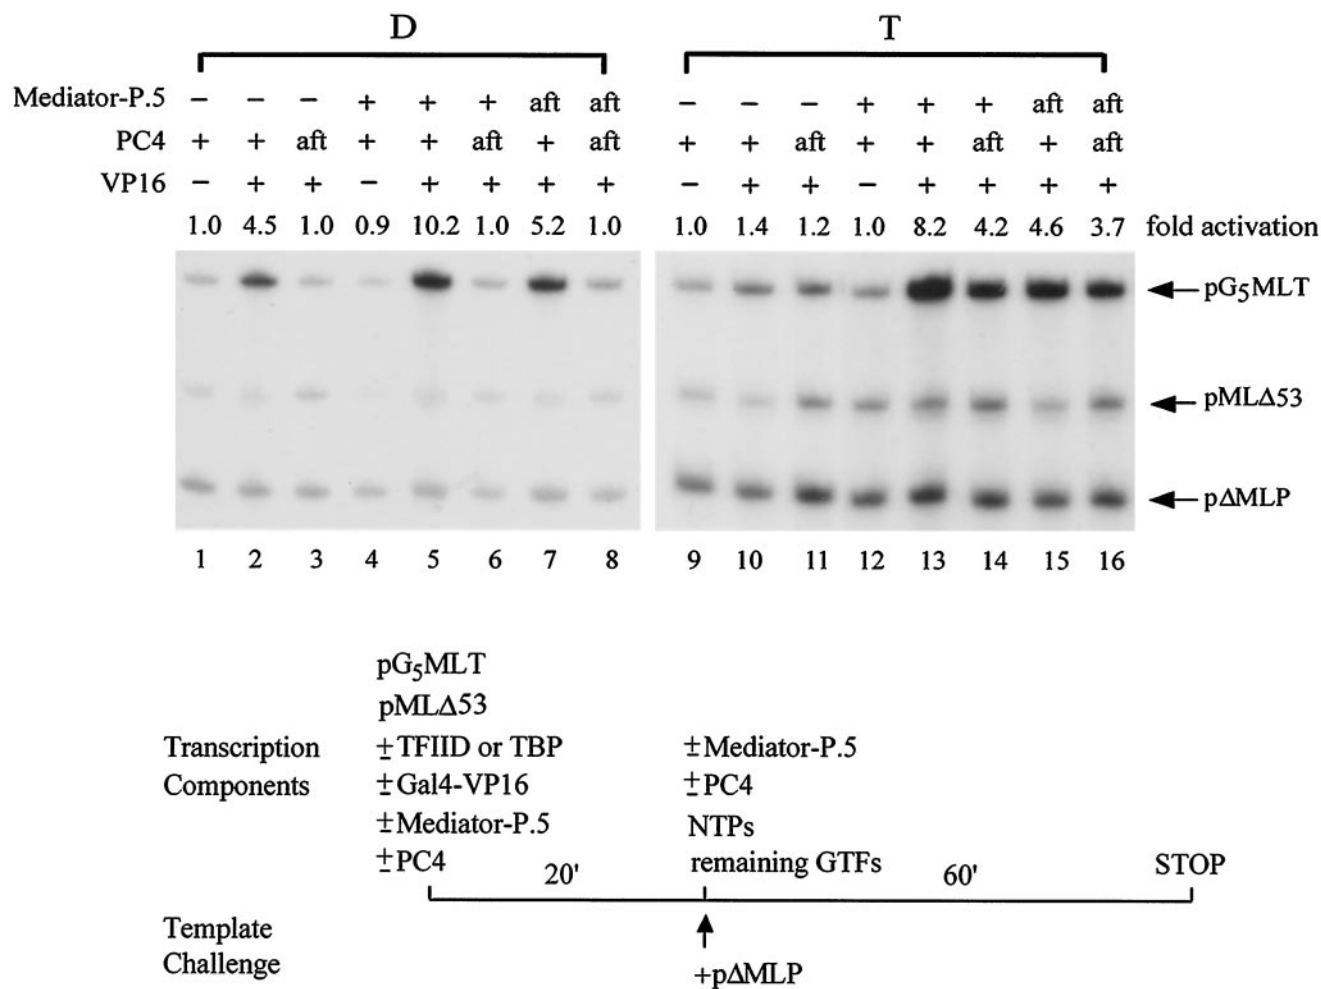 D T
Mediator-P.5 − − − + + + aft aft − − − + + + aft aft
PC4 + + aft + + aft + aft + + aft + + aft + aft
VP16 − + + − + + + + − + + − + + + +
1.0 4.5 1.0 0.9 10.2 1.0 5.2 1.0 1.0 1.4 1.2 1.0 8.2 4.2 4.6 3.7 fold activation
pG₅MLT
pMLΔ53
pΔMLP
1 2 3 4 5 6 7 8 9 10 11 12 13 14 15 16
pG₅MLT
pMLΔ53
Transcription ±TFIID or TBP ±Mediator-P.5
Components ±Gal4-VP16 ±PC4
±Mediator-P.5 NTPs
±PC4 remaining GTFs STOP
20' 60'
Template
Challenge +pΔMLP